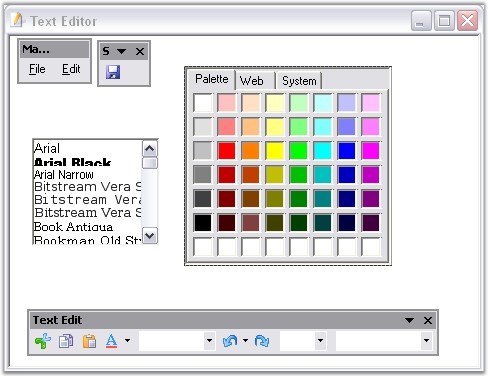 Text Editor
Ma...
File Edit
S
Palette Web System
Arial
Arial Black
Arial Narrow
Bitstream Vera S
Bitstream Vera
Bitstream Vera S
Book Antiqua
Bookman Old Sty
Text Edit
A